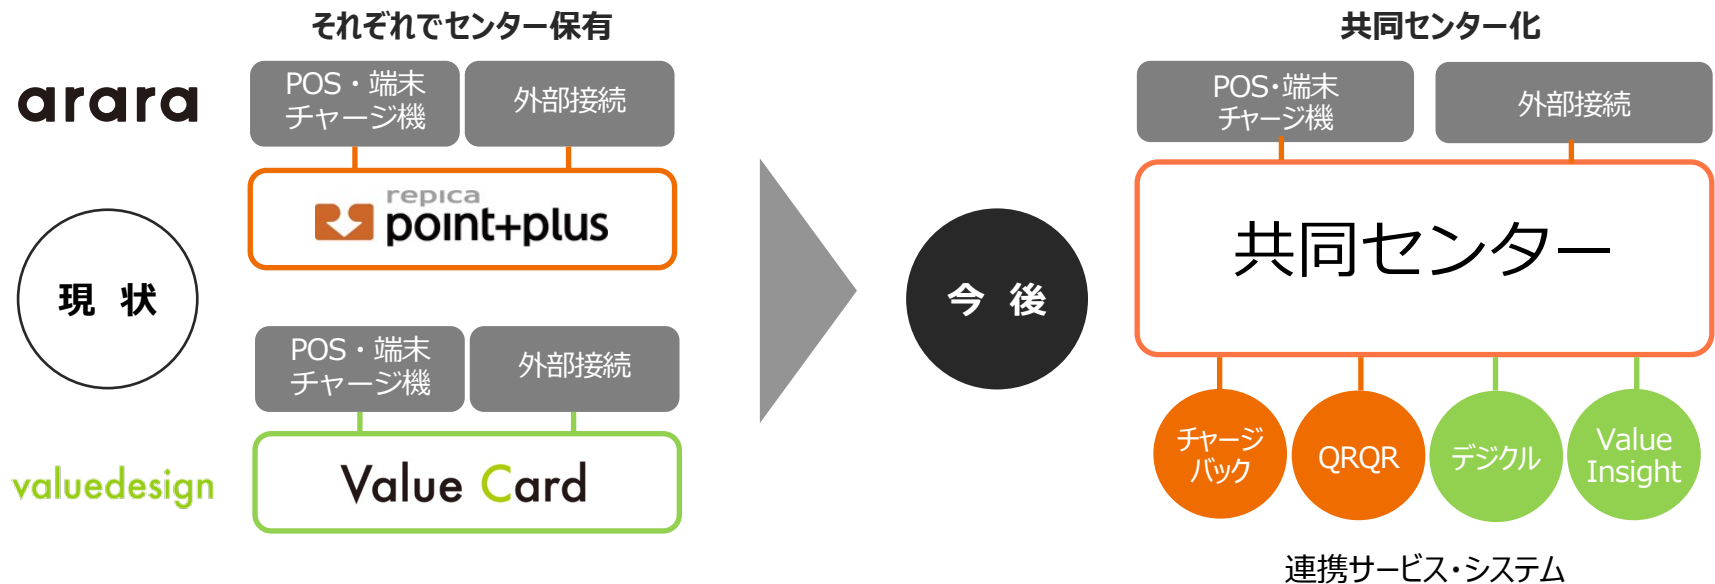 それぞれでセンター保有
arara
POS・端末
チャージ機
外部接続
repica
point+plus
現 状
POS・端末
チャージ機
外部接続
valuedesign
Value Card
共同センター化
POS・端末
チャージ機
外部接続
今 後
共同センター
チャージ
バック
QRQR
デジクル
Value
Insight
連携サービス・システム